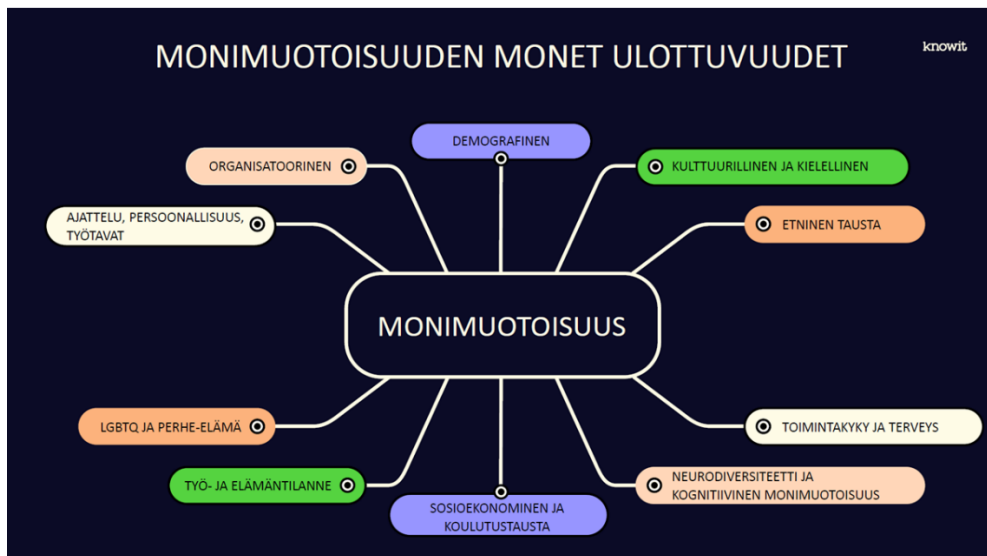 MONIMUOTOISUUDEN MONET ULOTTUVUUDET
knowit
DEMOGRAFINEN
ORGANISATOORINEN
KULTTUURILLINEN JA KIELELLINEN
AJATTELU, PERSOONALLISUUS,
TYÖTAVAT
ETNINEN TAUSTA
MONIMUOTOISUUS
LGBTQ JA PERHE-ELÄMÄ
TOIMINTAKYKY JA TERVEYS
TYÖ- JA ELÄMÄNTILANNE
NEURODIVERSITEETTI JA
KOGNITIIVINEN MONIMUOTOISUUS
SOSIOEKONOMINEN JA
KOULUTUSTAUSTA